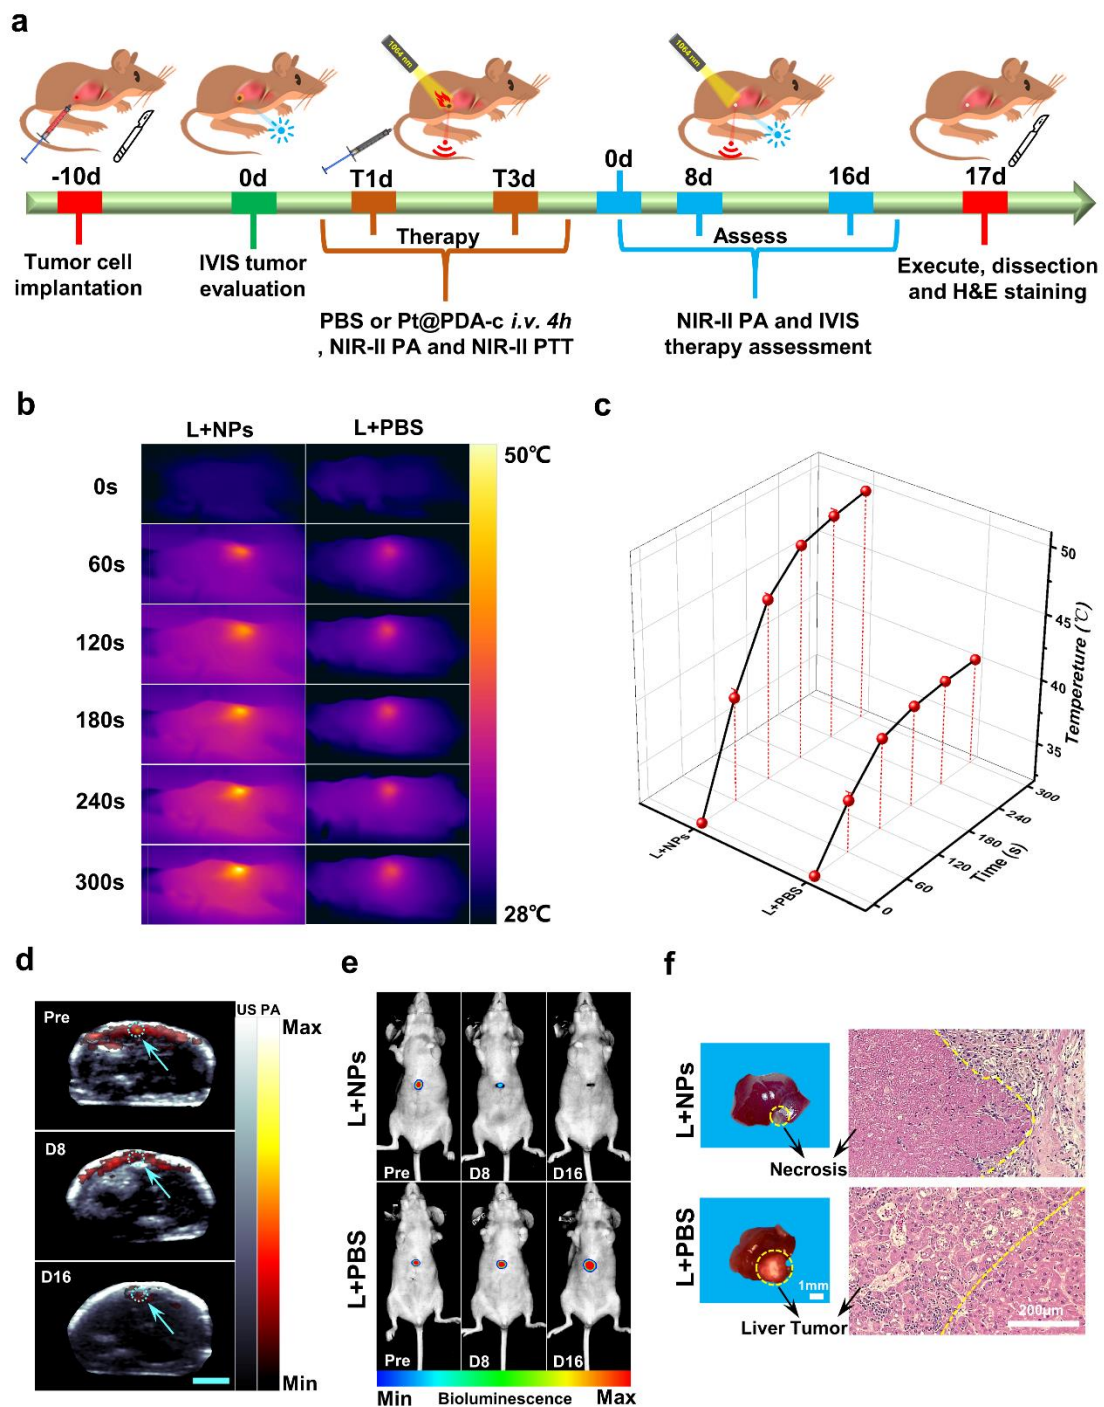 a
1064 nm
1064 nm
-10d
0d
T1d
T3d
0d
8d
16d
17d
Tumor cell
implantation
IVIS tumor
evaluation
Therapy
Assess
Execute, dissection
and H&E staining
PBS or Pt@PDA-c i.v. 4h
, NIR-II PA and NIR-II PTT
NIR-II PA and IVIS
therapy assessment
b
L+NPs
L+PBS
50℃
0s
60s
120s
180s
240s
300s
28℃
c
50
45
40
35
Tempereture (℃)
300
240
180
120
60
0
Time (s)
L+NPs
L+PBS
d
Pre
D8
D16
US PA
Max
Min
e
L+NPs
Pre
D8
D16
L+PBS
Pre
D8
D16
Min
Bioluminescence
Max
f
L+NPs
Necrosis
L+PBS
1mm
Liver Tumor
200μm